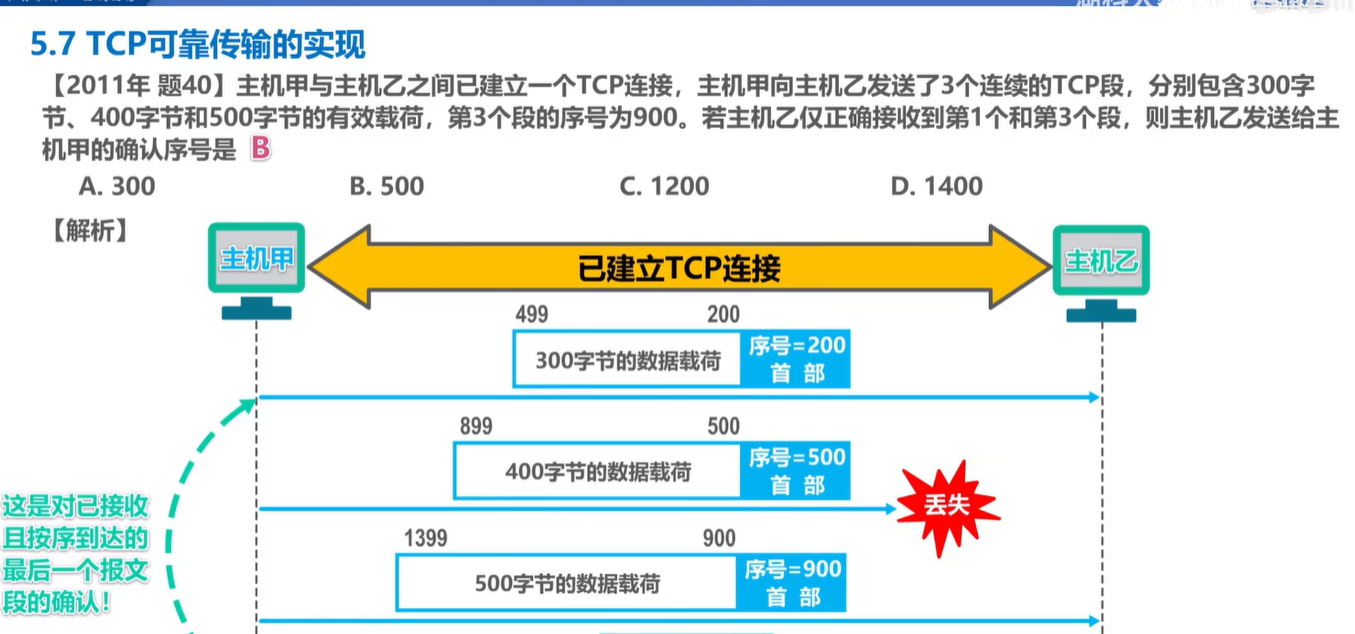 5.7 TCP可靠传输的实现
【2011年 题40】主机甲与主机乙之间已建立一个TCP连接，主机甲向主机乙发送了3个连续的TCP段，分别包含300字
节、400字节和500字节的有效载荷，第3个段的序号为900。若主机乙仅正确接收到第1个和第3个段，则主机乙发送给主
机甲的确认序号是 B
A. 300 B. 500 C. 1200 D. 1400
【解析】
主机甲 已建立TCP连接 主机乙
499 200
300字节的数据载荷 序号=200
首 部
899 500
400字节的数据载荷 序号=500
首 部
丢失
这是对已接收
且按序到达的
最后一个报文
段的确认！
1399 900
500字节的数据载荷 序号=900
首 部